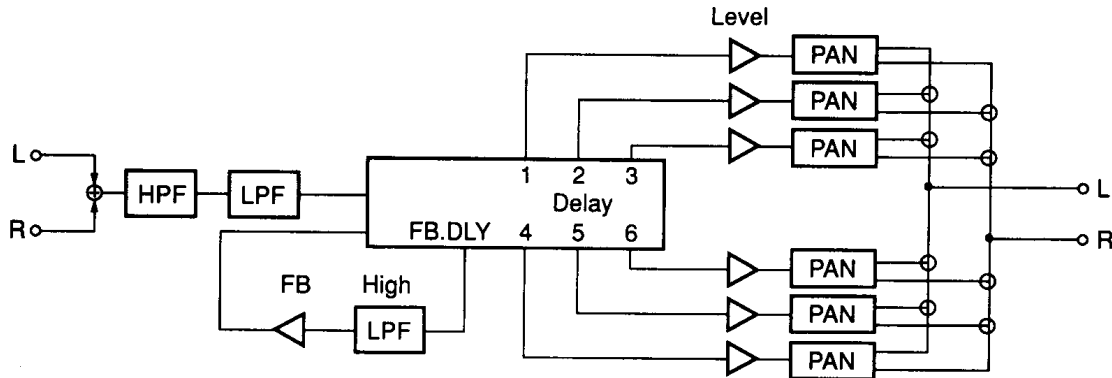 Level
PAN
PAN
PAN
L
R
HPF
LPF
1 2 3
Delay
FB.DLY 4 5 6
L
R
FB
High
LPF
PAN
PAN
PAN